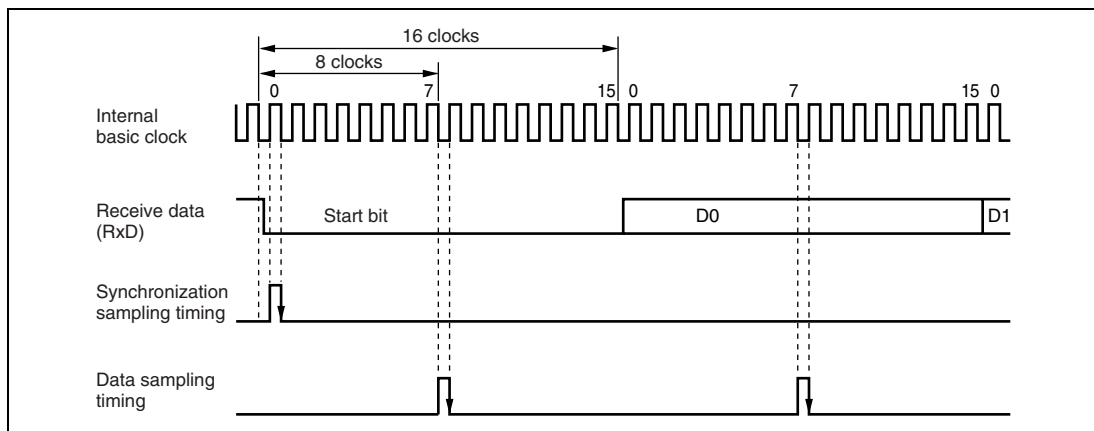 16 clocks
8 clocks
0 7 15 0 7 15 0
Internal
basic clock
Receive data
(RxD)
Start bit D0 D1
Synchronization
sampling timing
Data sampling
timing